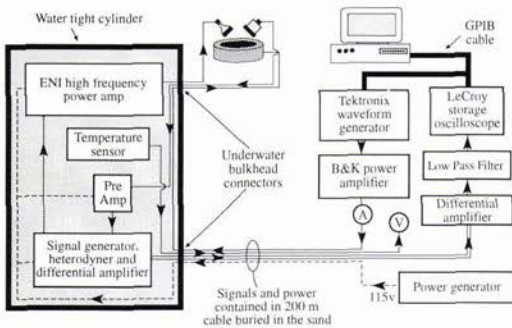 Water tight cylinder
ENI high frequency
power amp
Temperature
sensor
Pre
Amp
Signal generator,
heterodyner and
differential amplifier
Underwater
bulkhead
connectors
Signals and power
contained in 200 m
cable buried in the sand
GPIB
cable
Tektronix
waveform
generator
B&K power
amplifier
A
V
LeCroy
storage
oscilloscope
Low Pass Filter
Differential
amplifier
115v
Power generator